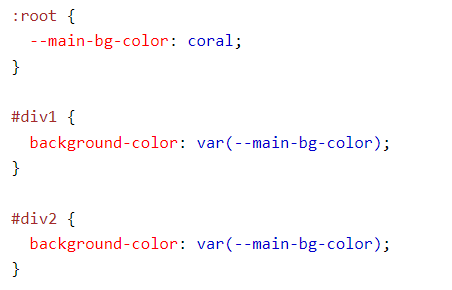 :root {
  --main-bg-color: coral;
}

#div1 {
  background-color: var(--main-bg-color);
}

#div2 {
  background-color: var(--main-bg-color);
}